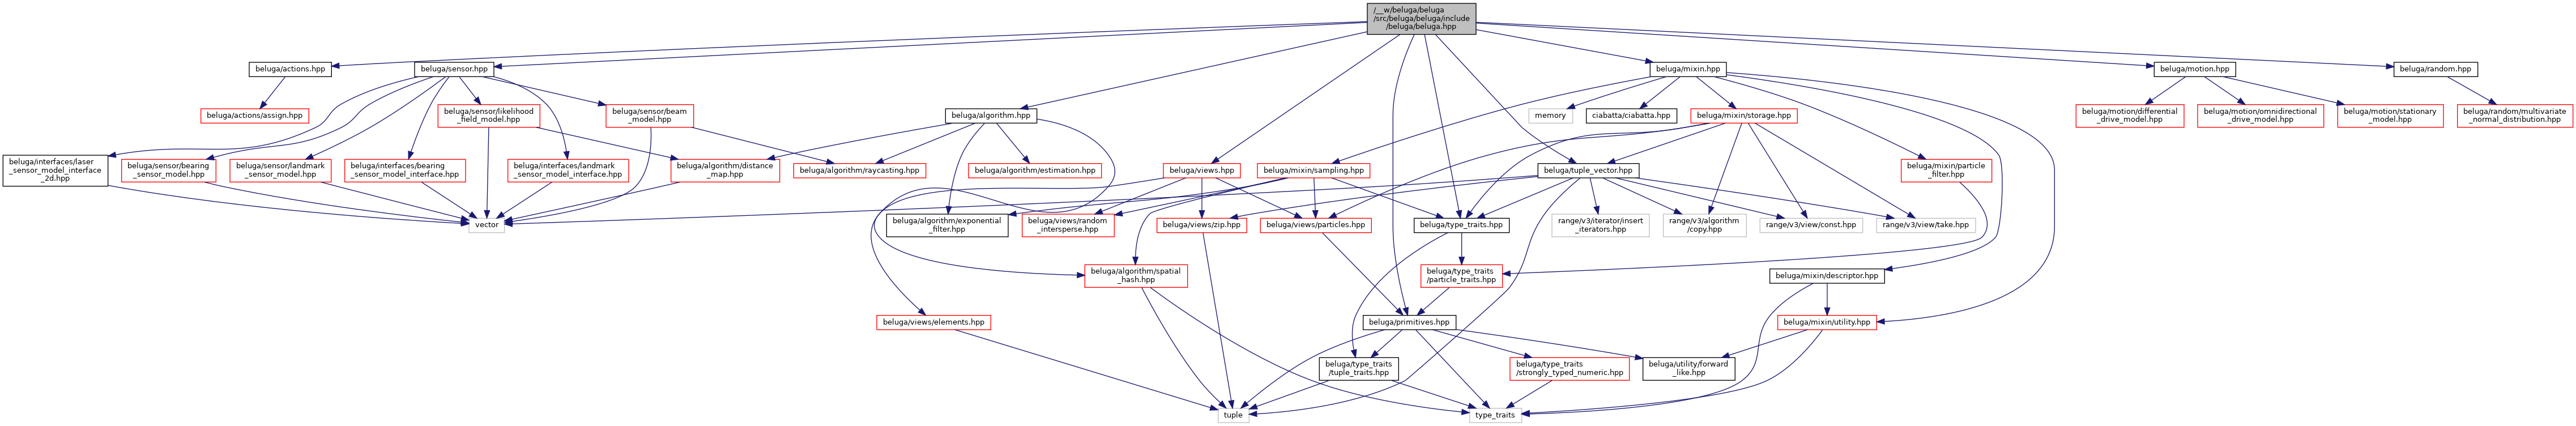 /__w/beluga/beluga
/src/beluga/beluga/include
/beluga/beluga.hpp
beluga/actions.hpp
beluga/sensor.hpp
beluga/mixin.hpp
beluga/motion.hpp
beluga/random.hpp
beluga/actions/assign.hpp
beluga/sensor/likelihood
_field_model.hpp
beluga/sensor/beam
_model.hpp
beluga/algorithm.hpp
memory
ciabatta/ciabatta.hpp
beluga/mixin/storage.hpp
beluga/motion/differential
_drive_model.hpp
beluga/motion/omnidirectional
_drive_model.hpp
beluga/motion/stationary
_model.hpp
beluga/random/multivariate
_normal_distribution.hpp
beluga/interfaces/laser
_sensor_model_interface
_2d.hpp
beluga/sensor/bearing
_sensor_model.hpp
beluga/sensor/landmark
_sensor_model.hpp
beluga/interfaces/bearing
_sensor_model_interface.hpp
beluga/interfaces/landmark
_sensor_model_interface.hpp
beluga/algorithm/distance
_map.hpp
beluga/algorithm/raycasting.hpp
beluga/algorithm/estimation.hpp
beluga/views.hpp
beluga/mixin/sampling.hpp
beluga/tuple_vector.hpp
beluga/mixin/particle
_filter.hpp
vector
beluga/algorithm/exponential
_filter.hpp
beluga/views/random
_intersperse.hpp
beluga/views/zip.hpp
beluga/views/particles.hpp
beluga/type_traits.hpp
range/v3/iterator/insert
_iterators.hpp
range/v3/algorithm
/copy.hpp
range/v3/view/const.hpp
range/v3/view/take.hpp
beluga/algorithm/spatial
_hash.hpp
beluga/type_traits
/particle_traits.hpp
beluga/mixin/descriptor.hpp
beluga/views/elements.hpp
beluga/primitives.hpp
beluga/mixin/utility.hpp
beluga/type_traits
/tuple_traits.hpp
beluga/type_traits
/strongly_typed_numeric.hpp
beluga/utility/forward
_like.hpp
tuple
type_traits